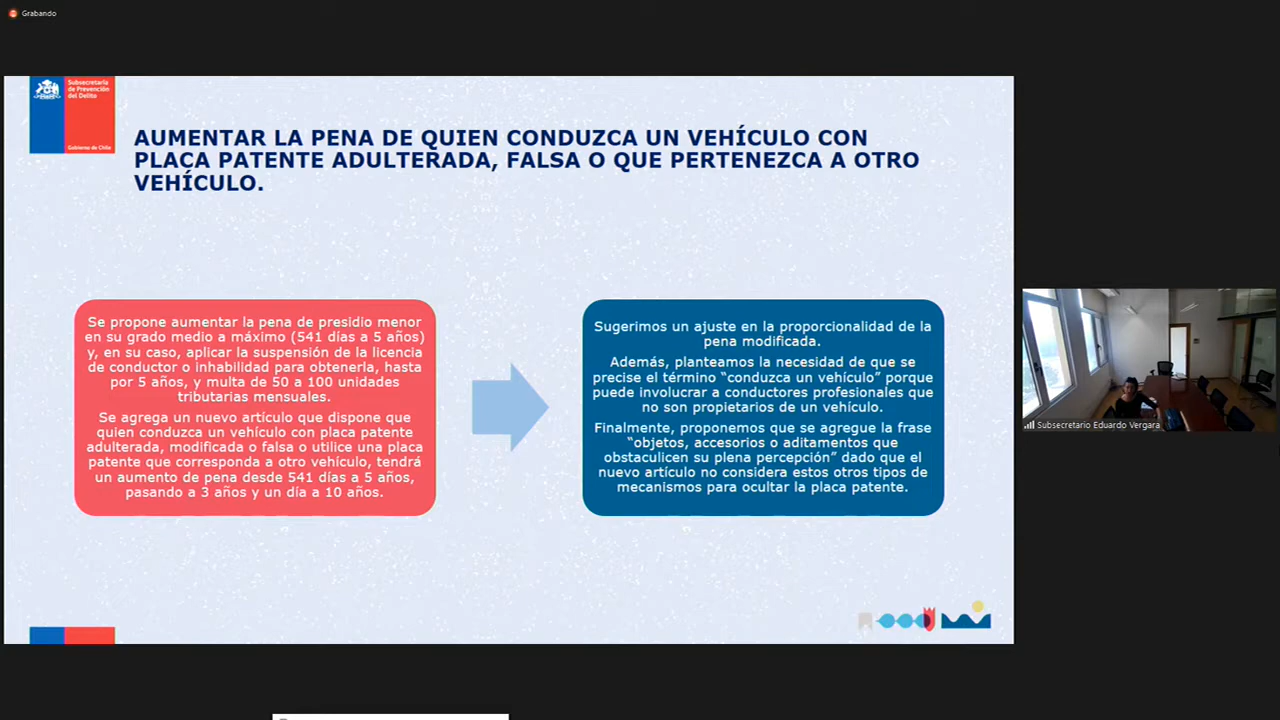 Grabando
Subsecretaría
de Prevención
del Delito
Gobierno de Chile
AUMENTAR LA PENA DE QUIEN CONDUZCA UN VEHÍCULO CON
PLACA PATENTE ADULTERADA, FALSA O QUE PERTENEZCA A OTRO
VEHÍCULO.
Se propone aumentar la pena de presidio menor
en su grado medio a máximo (541 días a 5 años)
y, en su caso, aplicar la suspensión de la licencia
de conductor o inhabilidad para obtenerla, hasta
por 5 años, y multa de 50 a 100 unidades
tributarias mensuales.
Se agrega un nuevo artículo que dispone que
quien conduzca un vehículo con placa patente
adulterada, modificada o falsa o utilice una placa
patente que corresponda a otro vehículo, tendrá
un aumento de pena desde 541 días a 5 años,
pasando a 3 años y un día a 10 años.
Sugerimos un ajuste en la proporcionalidad de la
pena modificada.
Además, planteamos la necesidad de que se
precise el término “conduzca un vehículo” porque
puede involucrar a conductores profesionales que
no son propietarios de un vehículo.
Finalmente, proponemos que se agregue la frase
“objetos, accesorios o aditamentos que
obstaculicen su plena percepción” dado que el
nuevo artículo no considera estos otros tipos de
mecanismos para ocultar la placa patente.
Subsecretario Eduardo Vergara